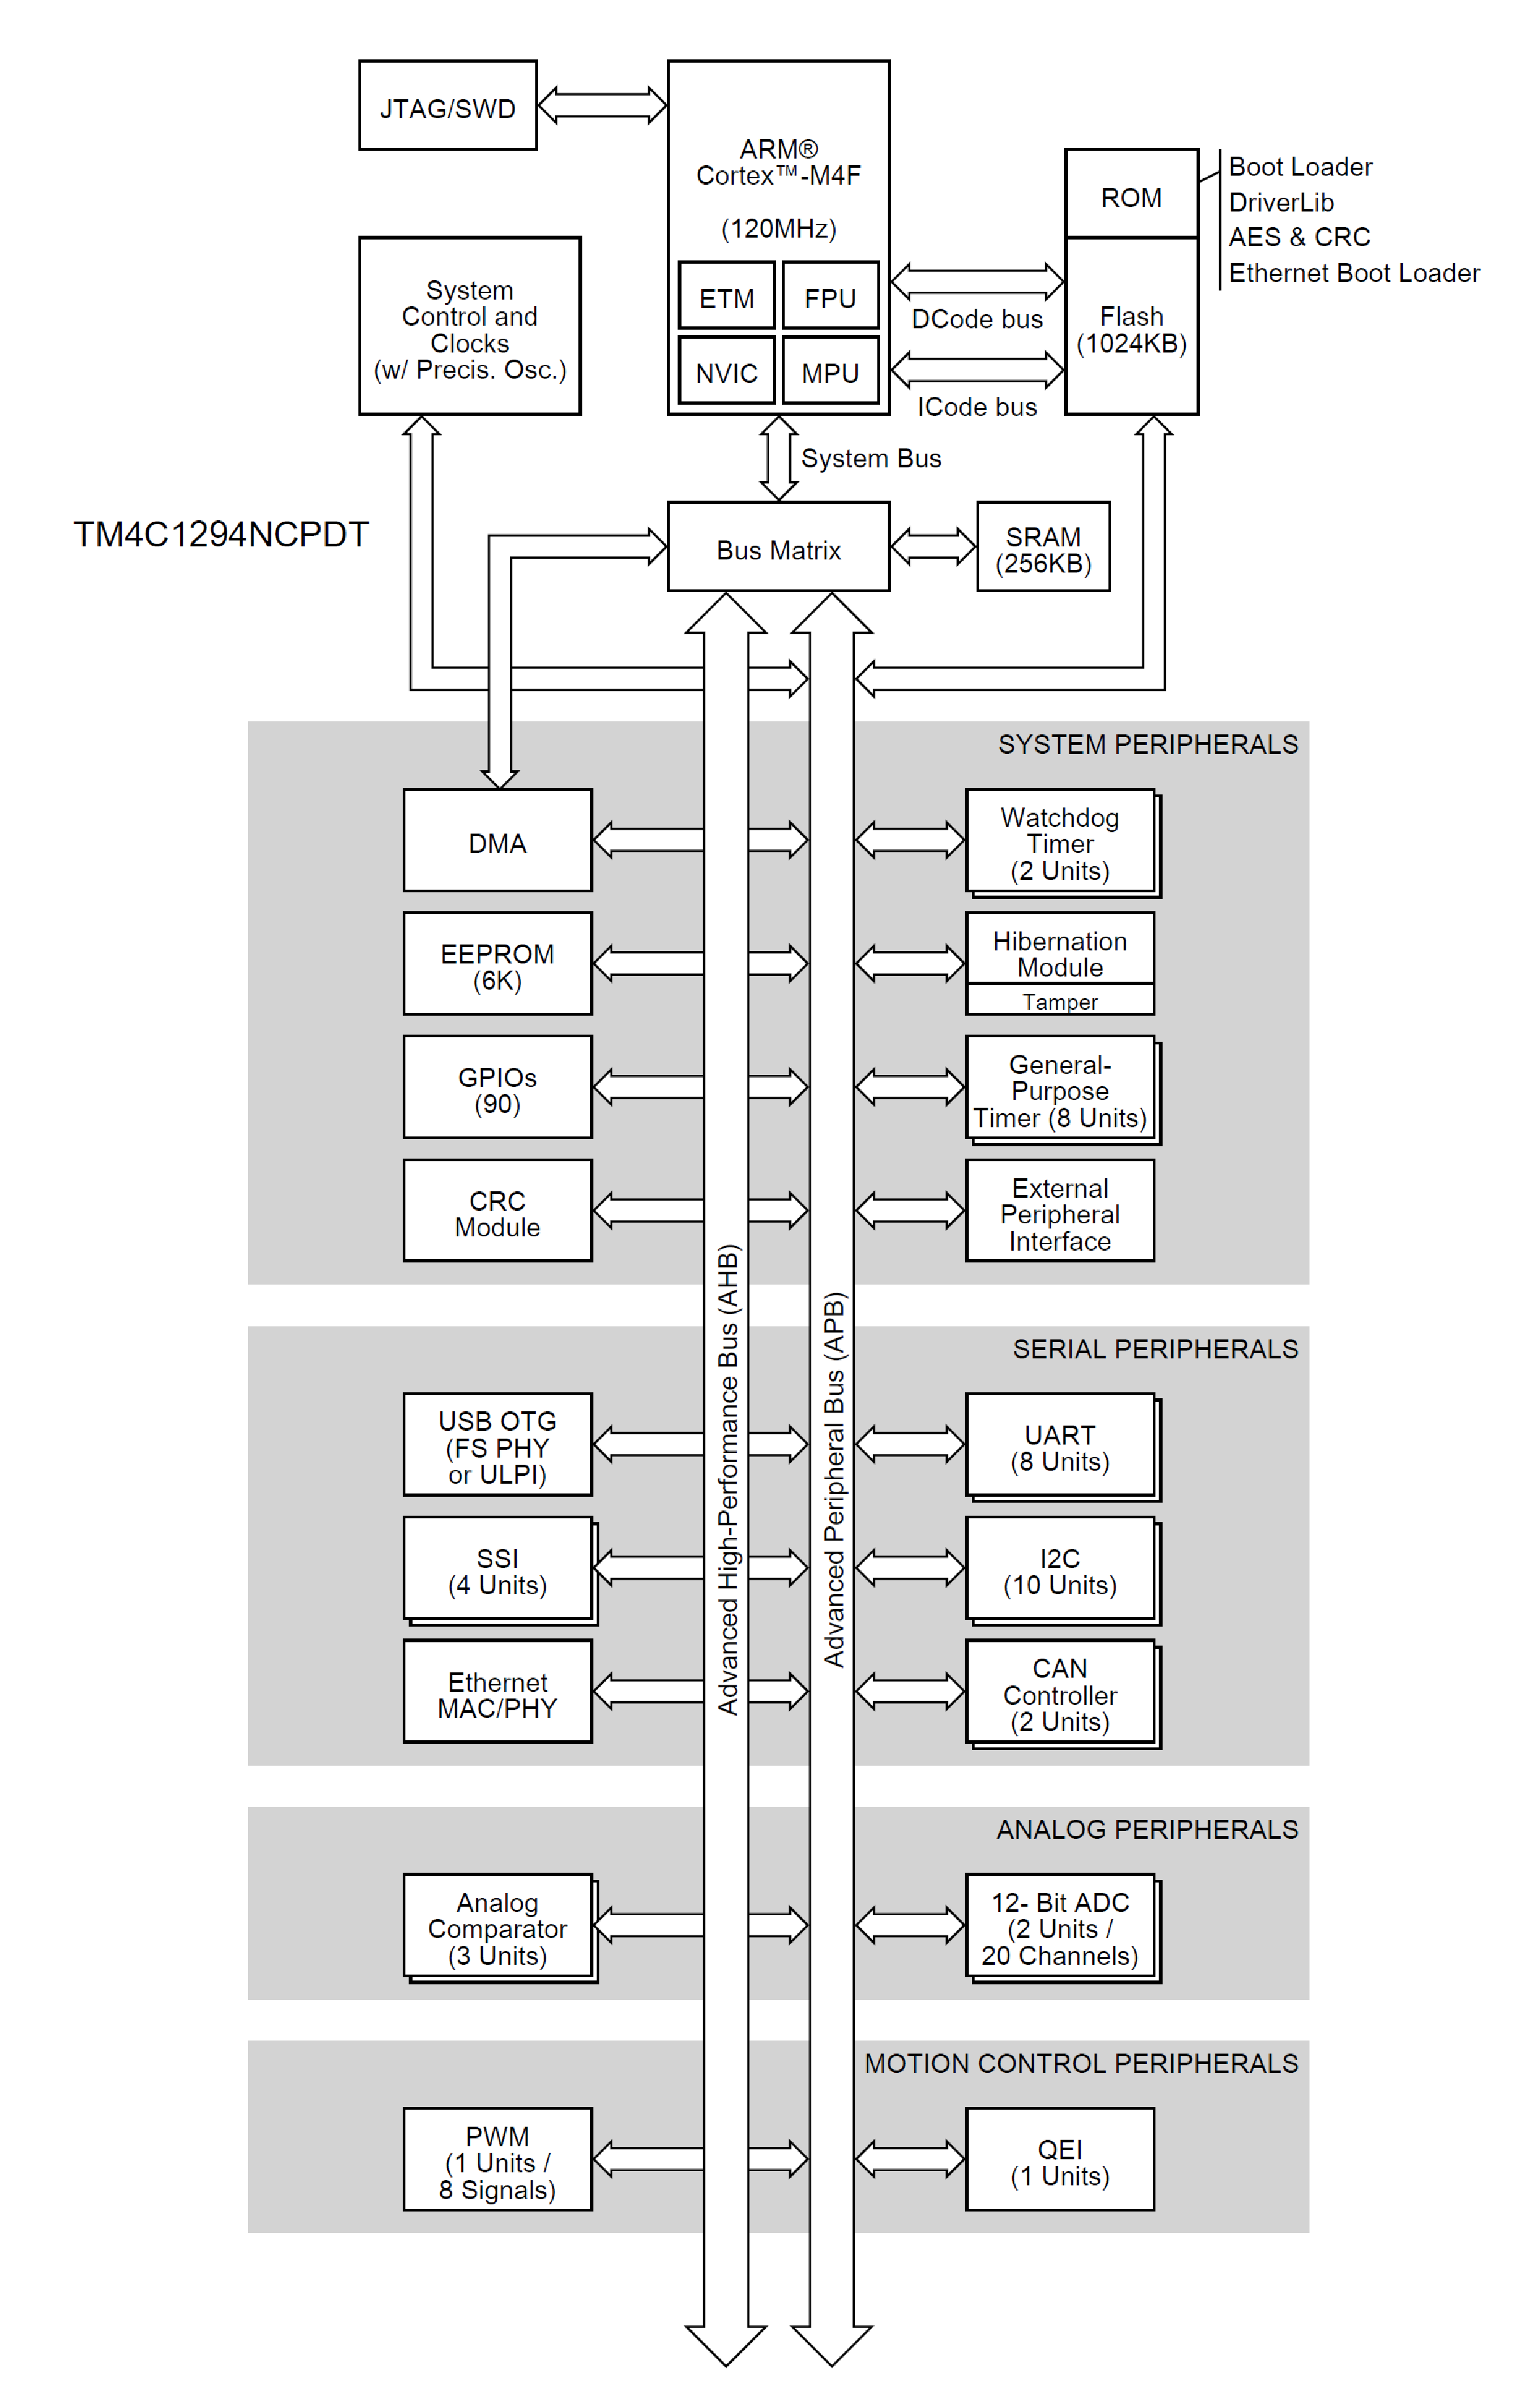 JTAG/SWD
ARM®
Cortex™-M4F
(120MHz)
ETM
FPU
NVIC
MPU
ROM
Boot Loader
DriverLib
AES & CRC
Ethernet Boot Loader
System
Control and
Clocks
(w/ Precis. Osc.)
DCode bus
ICode bus
Flash
(1024KB)
System Bus
TM4C1294NCPDT
Bus Matrix
SRAM
(256KB)
SYSTEM PERIPHERALS
DMA
Watchdog
Timer
(2 Units)
EEPROM
(6K)
Hibernation
Module
Tamper
GPIOs
(90)
General-
Purpose
Timer (8 Units)
CRC
Module
External
Peripheral
Interface
Advanced High-Performance Bus (AHB)
Advanced Peripheral Bus (APB)
SERIAL PERIPHERALS
USB OTG
(FS PHY
or ULPI)
UART
(8 Units)
SSI
(4 Units)
I2C
(10 Units)
Ethernet
MAC/PHY
CAN
Controller
(2 Units)
ANALOG PERIPHERALS
Analog
Comparator
(3 Units)
12- Bit ADC
(2 Units /
20 Channels)
MOTION CONTROL PERIPHERALS
PWM
(1 Units /
8 Signals)
QEI
(1 Units)